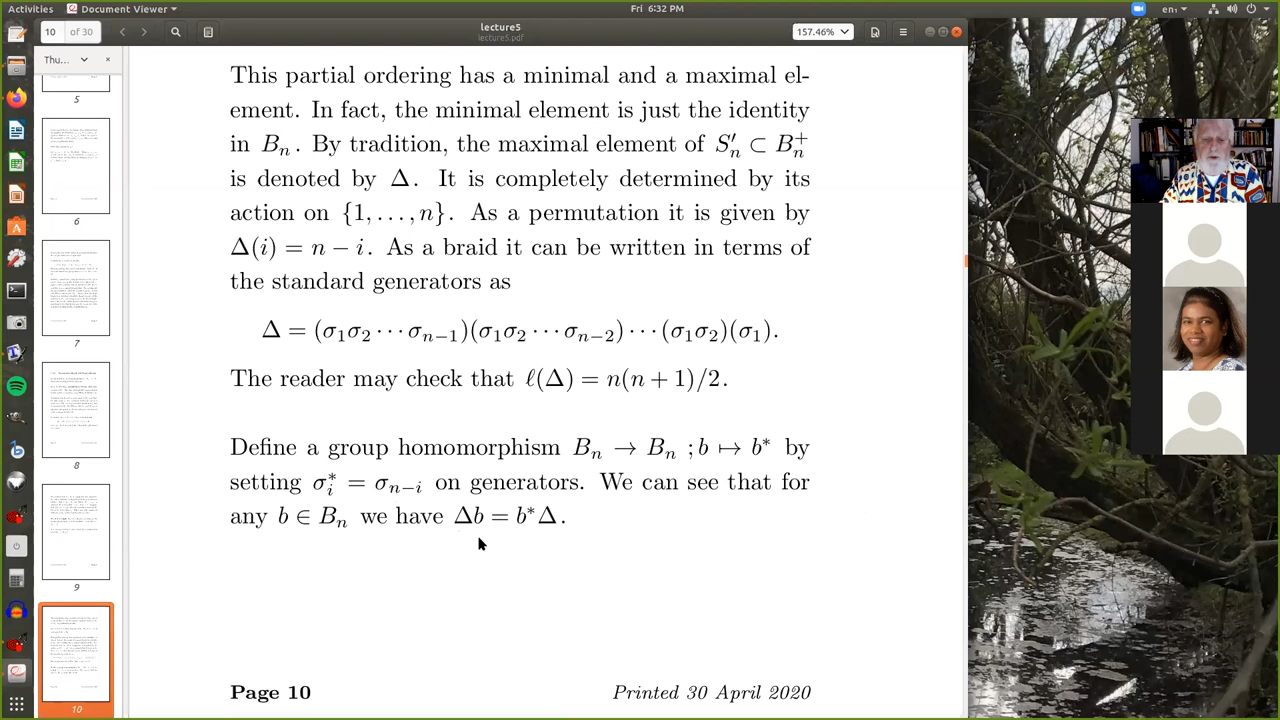 Activities
Document Viewer
Fri 6:32 PM
en₁
10 of 30
lecture5
lecture5.pdf
157.46%
Thu...
5
6
7
8
9
10
This partial ordering has a minimal and a maximal el-
ement. In fact, the minimal element is just the identity
in Bₙ. By tradition, the maximal element of S′ₙ ⊂ B⁺ₙ
is denoted by Δ. It is completely determined by its
action on {1, . . . , n}. As a permutation it is given by
Δ(i) = n − i. As a braid it can be written in terms of
the standard generators as
Δ = (σ₁σ₂ ⋯ σₙ₋₁)(σ₁σ₂ ⋯ σₙ₋₂) ⋯ (σ₁σ₂)(σ₁).
The reader may check that ℓ(Δ) = n(n + 1)/2.
Define a group homomorphism Bₙ → Bₙ ; b ↦ b* by
setting σᵢ* = σₙ₋ᵢ on generators. We can see that for
any b ∈ Bₙ we have Δb = b*Δ.
Page 10
Printed 30 April 2020